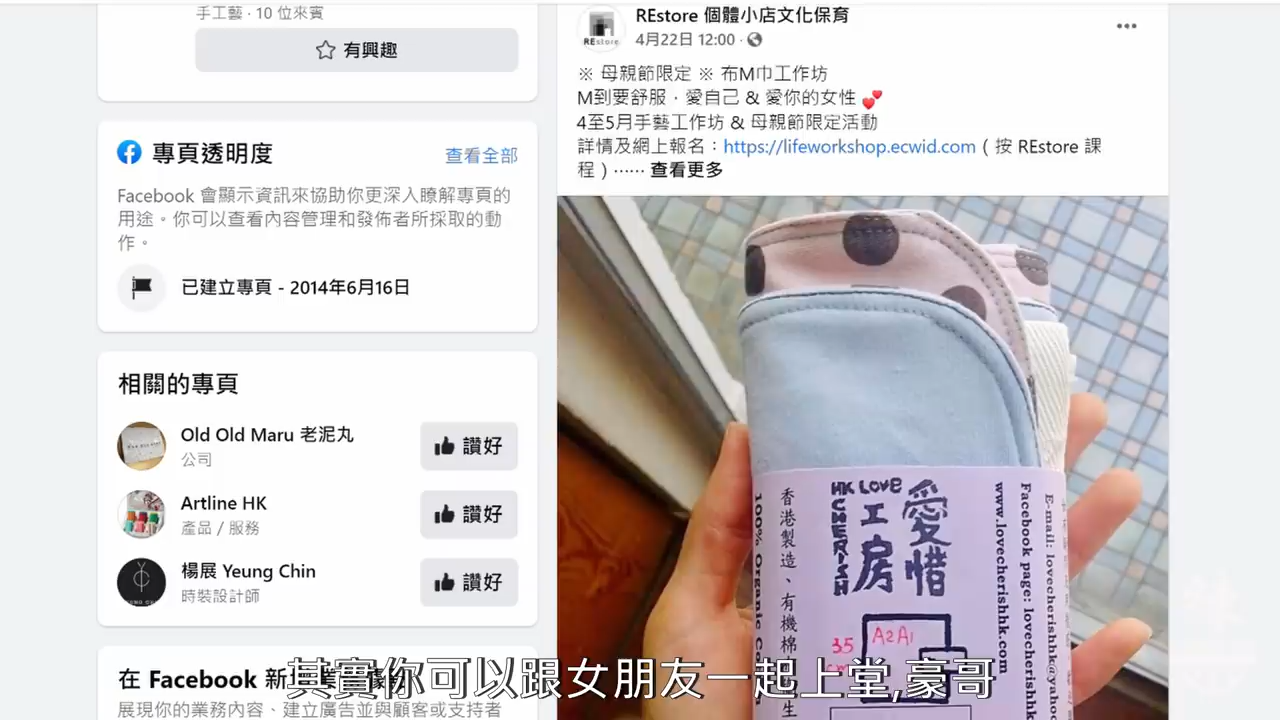 手工藝 · 10 位來賓
有興趣
專頁透明度
查看全部
Facebook 會顯示資訊來協助你更深入瞭解專頁的
用途。你可以查看內容管理和發佈者所採取的動
作。
已建立專頁 - 2014年6月16日
相關的專頁
Old Old Maru 老泥丸
公司
讚好
Artline HK
產品 / 服務
讚好
楊展 Yeung Chin
時裝設計師
讚好
在 Facebook 新
展現你的業務內容、建立廣告並與顧客或支持者
REstore 個體小店文化保育
4月22日 12:00
REstore
※ 母親節限定 ※ 布M巾工作坊
M到要舒服．愛自己 & 愛你的女性
4至5月手藝工作坊 & 母親節限定活動
詳情及網上報名：https://lifeworkshop.ecwid.com（按 REstore 課
程）…… 查看更多
100% Organic
香港製造、有機棉
HK LOVE
CHERISH
愛惜
工房
www.lovecherishhk.com
Facebook page: lovecherishhk
E-mail: lovecherishhk@yahoo
35
cm
A2A1
其實你可以跟女朋友一起上堂,豪哥